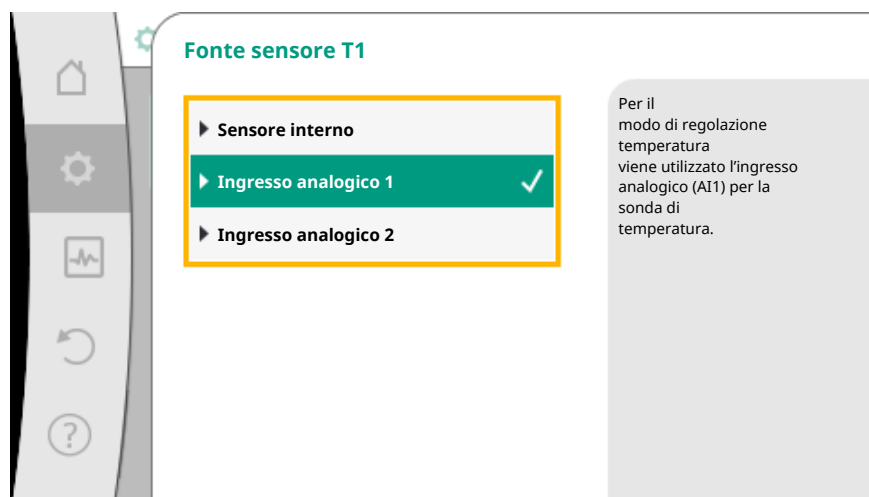 Fonte sensore T1
Sensore interno
Ingresso analogico 1
Ingresso analogico 2
Per il
modo di regolazione
temperatura
viene utilizzato l'ingresso
analogico (AI1) per la
sonda di
temperatura.
?